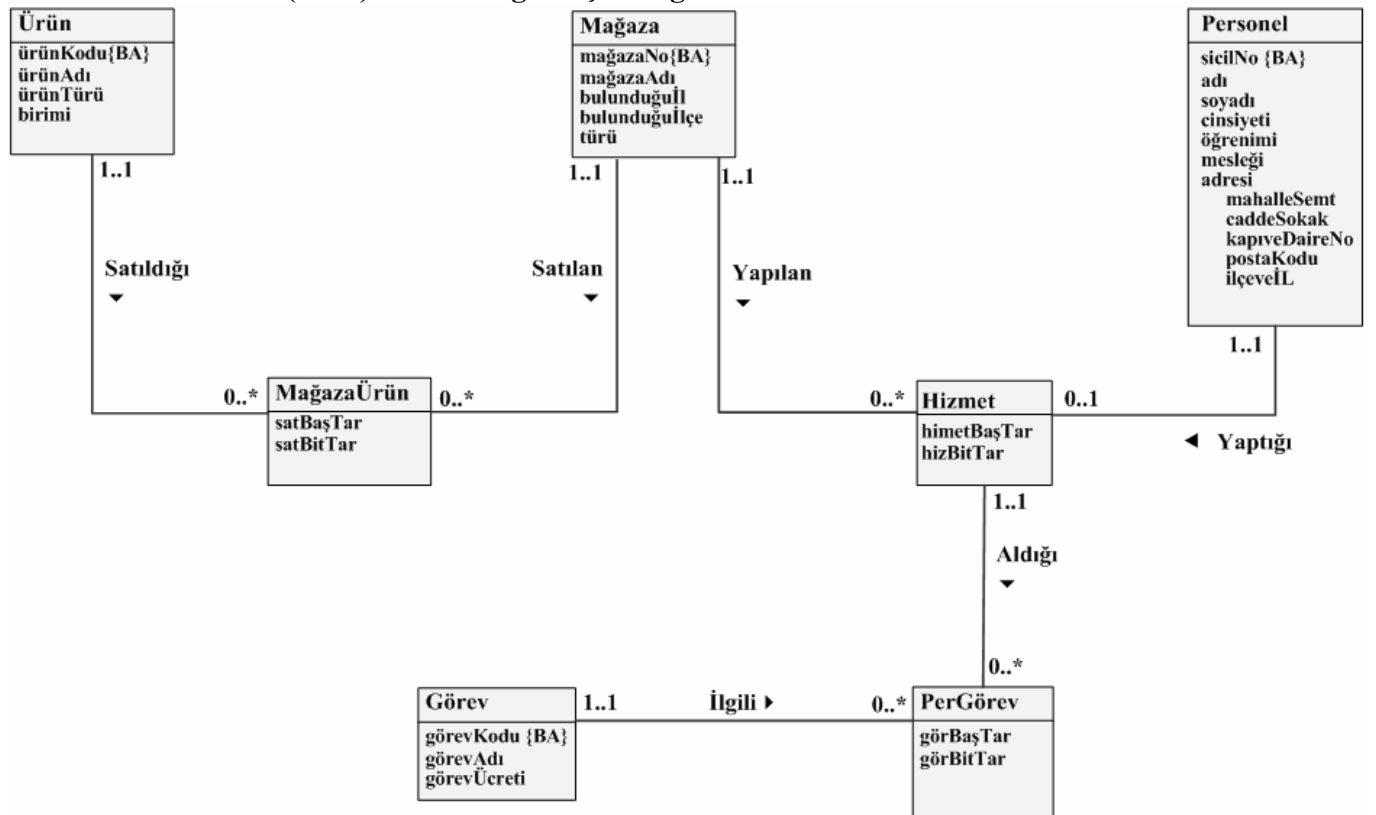 Ürün
ürünKodu{BA}
ürünAdı
ürünTürü
birimi
1..1
Mağaza
mağazaNo{BA}
mağazaAdı
bulunduğuİl
bulunduğuİlçe
türü
1..1
1..1
Personel
sicilNo {BA}
adı
soyadı
cinsiyeti
öğrenimi
mesleği
adresi
mahalleSemt
caddeSokak
kapıveDaireNo
postaKodu
ilçeveİL
1..1
Satıldığı
Satılan
Yapılan
0..*
MağazaÜrün
satBaşTar
satBitTar
0..*
0..*
Hizmet
himetBaşTar
hizBitTar
0..1
Yaptığı
1..1
Aldığı
0..*
Görev
görevKodu {BA}
görevAdı
görevÜcreti
1..1
İlgili
0..*
PerGörev
görBaşTar
görBitTar